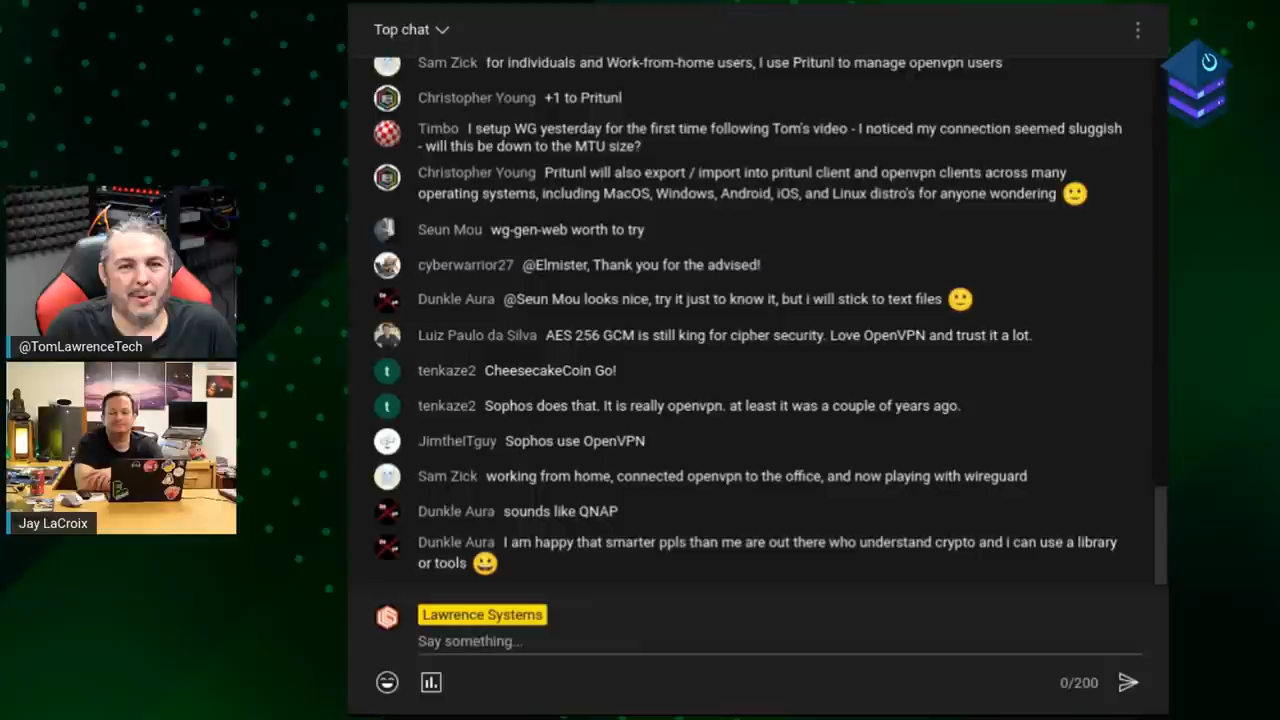 Top chat
Sam Zick for individuals and Work-from-home users, I use Pritunl to manage openvpn users
Christopher Young +1 to Pritunl
Timbo I setup WG yesterday for the first time following Tom's video - I noticed my connection seemed sluggish
- will this be down to the MTU size?
Christopher Young Pritunl will also export / import into pritunl client and openvpn clients across many
operating systems, including MacOS, Windows, Android, iOS, and Linux distro's for anyone wondering
Seun Mou wg-gen-web worth to try
cyberwarrior27 @Elmister, Thank you for the advised!
Dunkle Aura @Seun Mou looks nice, try it just to know it, but i will stick to text files
Luiz Paulo da Silva AES 256 GCM is still king for cipher security. Love OpenVPN and trust it a lot.
t tenkaze2 CheesecakeCoin Go!
t tenkaze2 Sophos does that. It is really openvpn. at least it was a couple of years ago.
JimtheITguy Sophos use OpenVPN
Sam Zick working from home, connected openvpn to the office, and now playing with wireguard
Dunkle Aura sounds like QNAP
Dunkle Aura I am happy that smarter ppls than me are out there who understand crypto and i can use a library
or tools
Lawrence Systems
Say something...
0/200
@TomLawrenceTech
Jay LaCroix